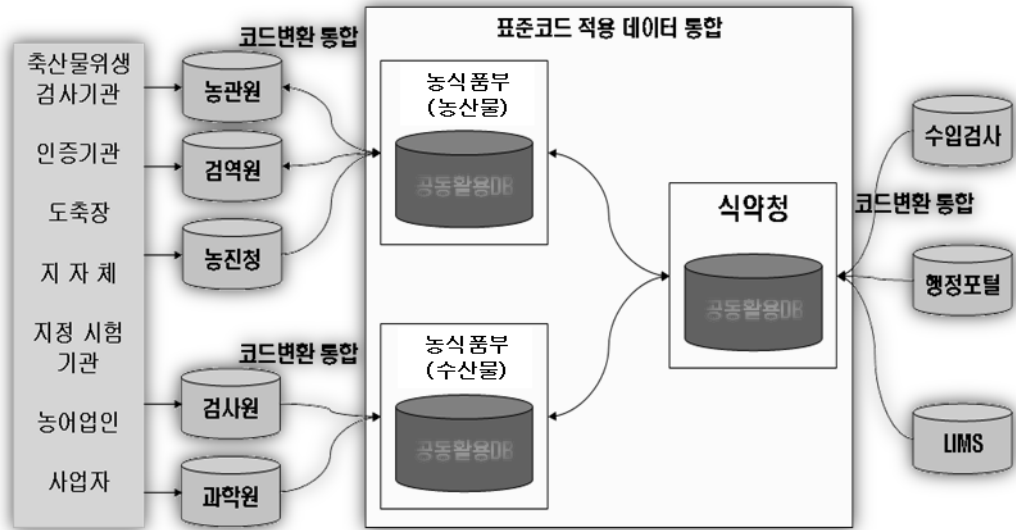 축산물위생
검사기관
인증기관
도축장
지 자 체
지정 시험
기관
농어업인
사업자
코드변환 통합
농관원
검역원
농진청
코드변환 통합
검사원
과학원
표준코드 적용 데이터 통합
농식품부
(농산물)
공동활용DB
농식품부
(수산물)
공동활용DB
식약청
공동활용DB
코드변환 통합
수입검사
행정포털
LIMS